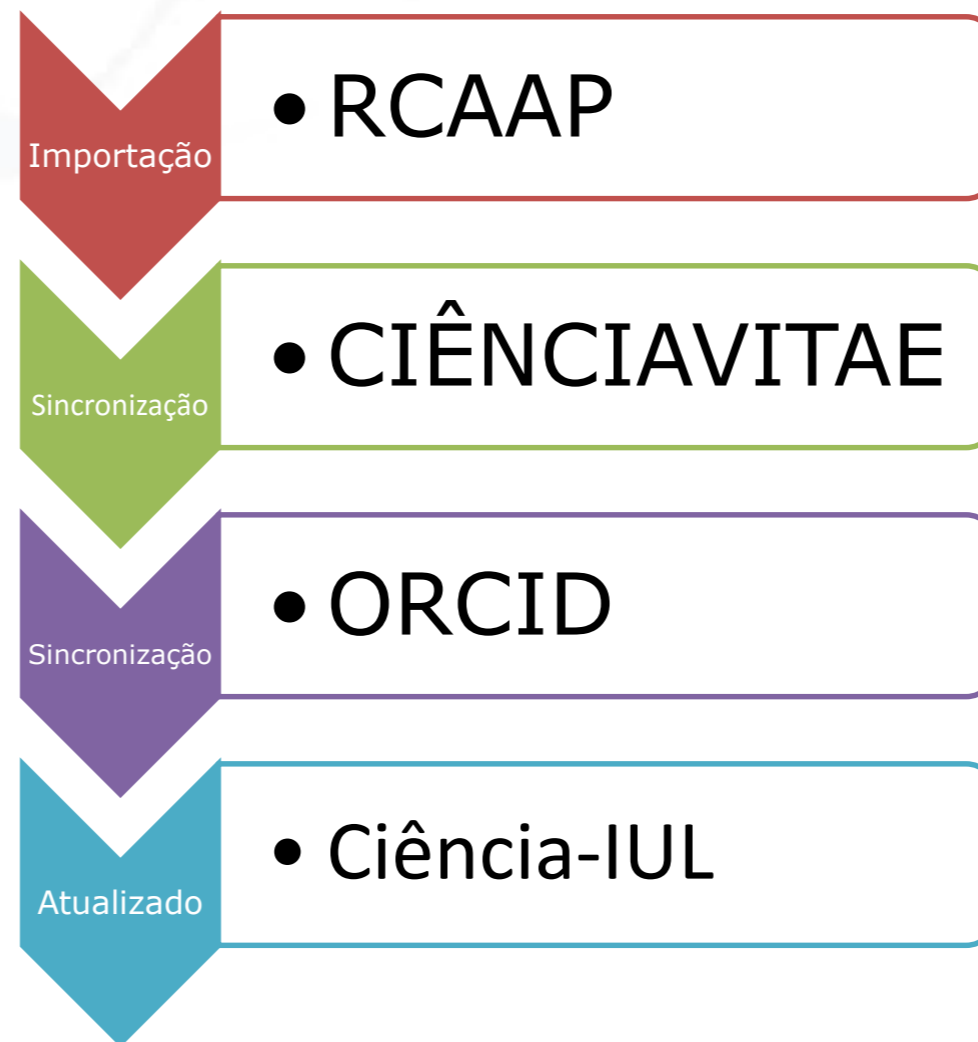 Importação
• RCAAP
Sincronização
• CIÊNCIAVITAE
Sincronização
• ORCID
Atualizado
• Ciência-IUL